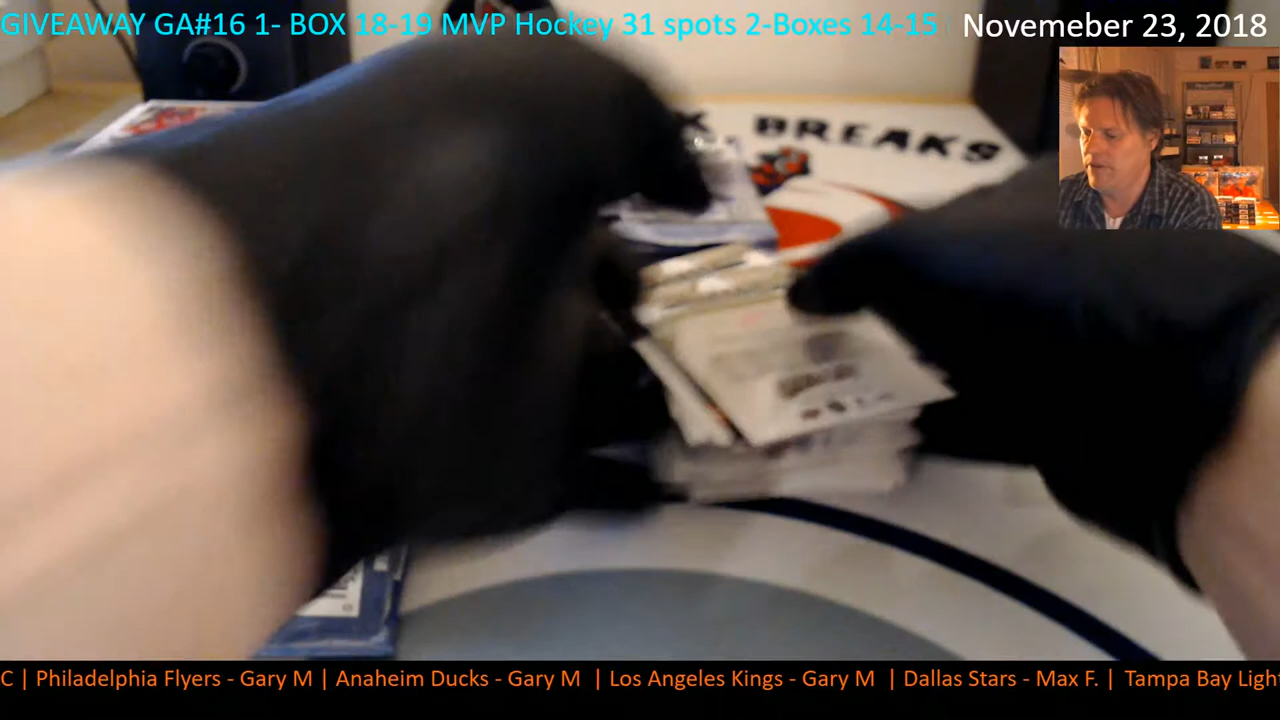 GIVEAWAY GA#16 1- BOX 18-19 MVP Hockey 31 spots 2-Boxes 14-15
Novemeber 23, 2018
BREAKS
C | Philadelphia Flyers - Gary M | Anaheim Ducks - Gary M | Los Angeles Kings - Gary M | Dallas Stars - Max F. | Tampa Bay Ligh